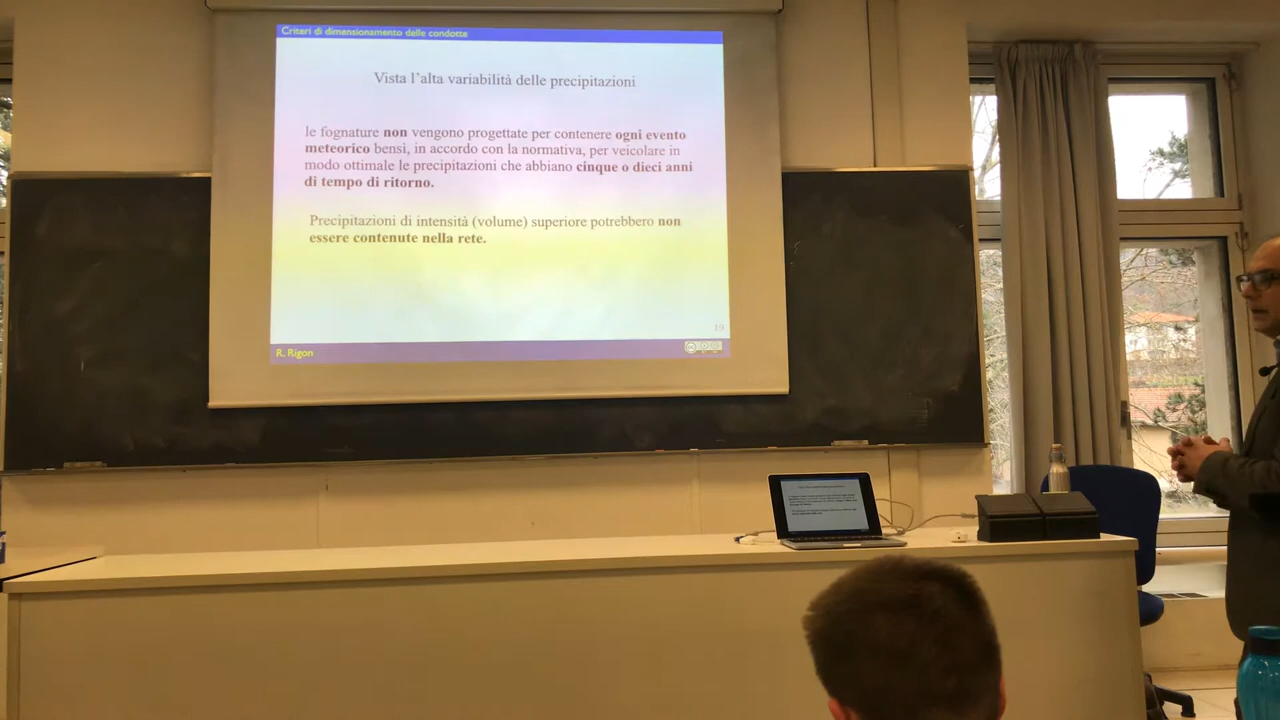 Criteri di dimensionamento delle condotte
Vista l'alta variabilità delle precipitazioni
le fognature non vengono progettate per contenere ogni evento
meteorico bensì, in accordo con la normativa, per veicolare in
modo ottimale le precipitazioni che abbiano cinque o dieci anni
di tempo di ritorno.
Precipitazioni di intensità (volume) superiore potrebbero non
essere contenute nella rete.
19
R. Rigon